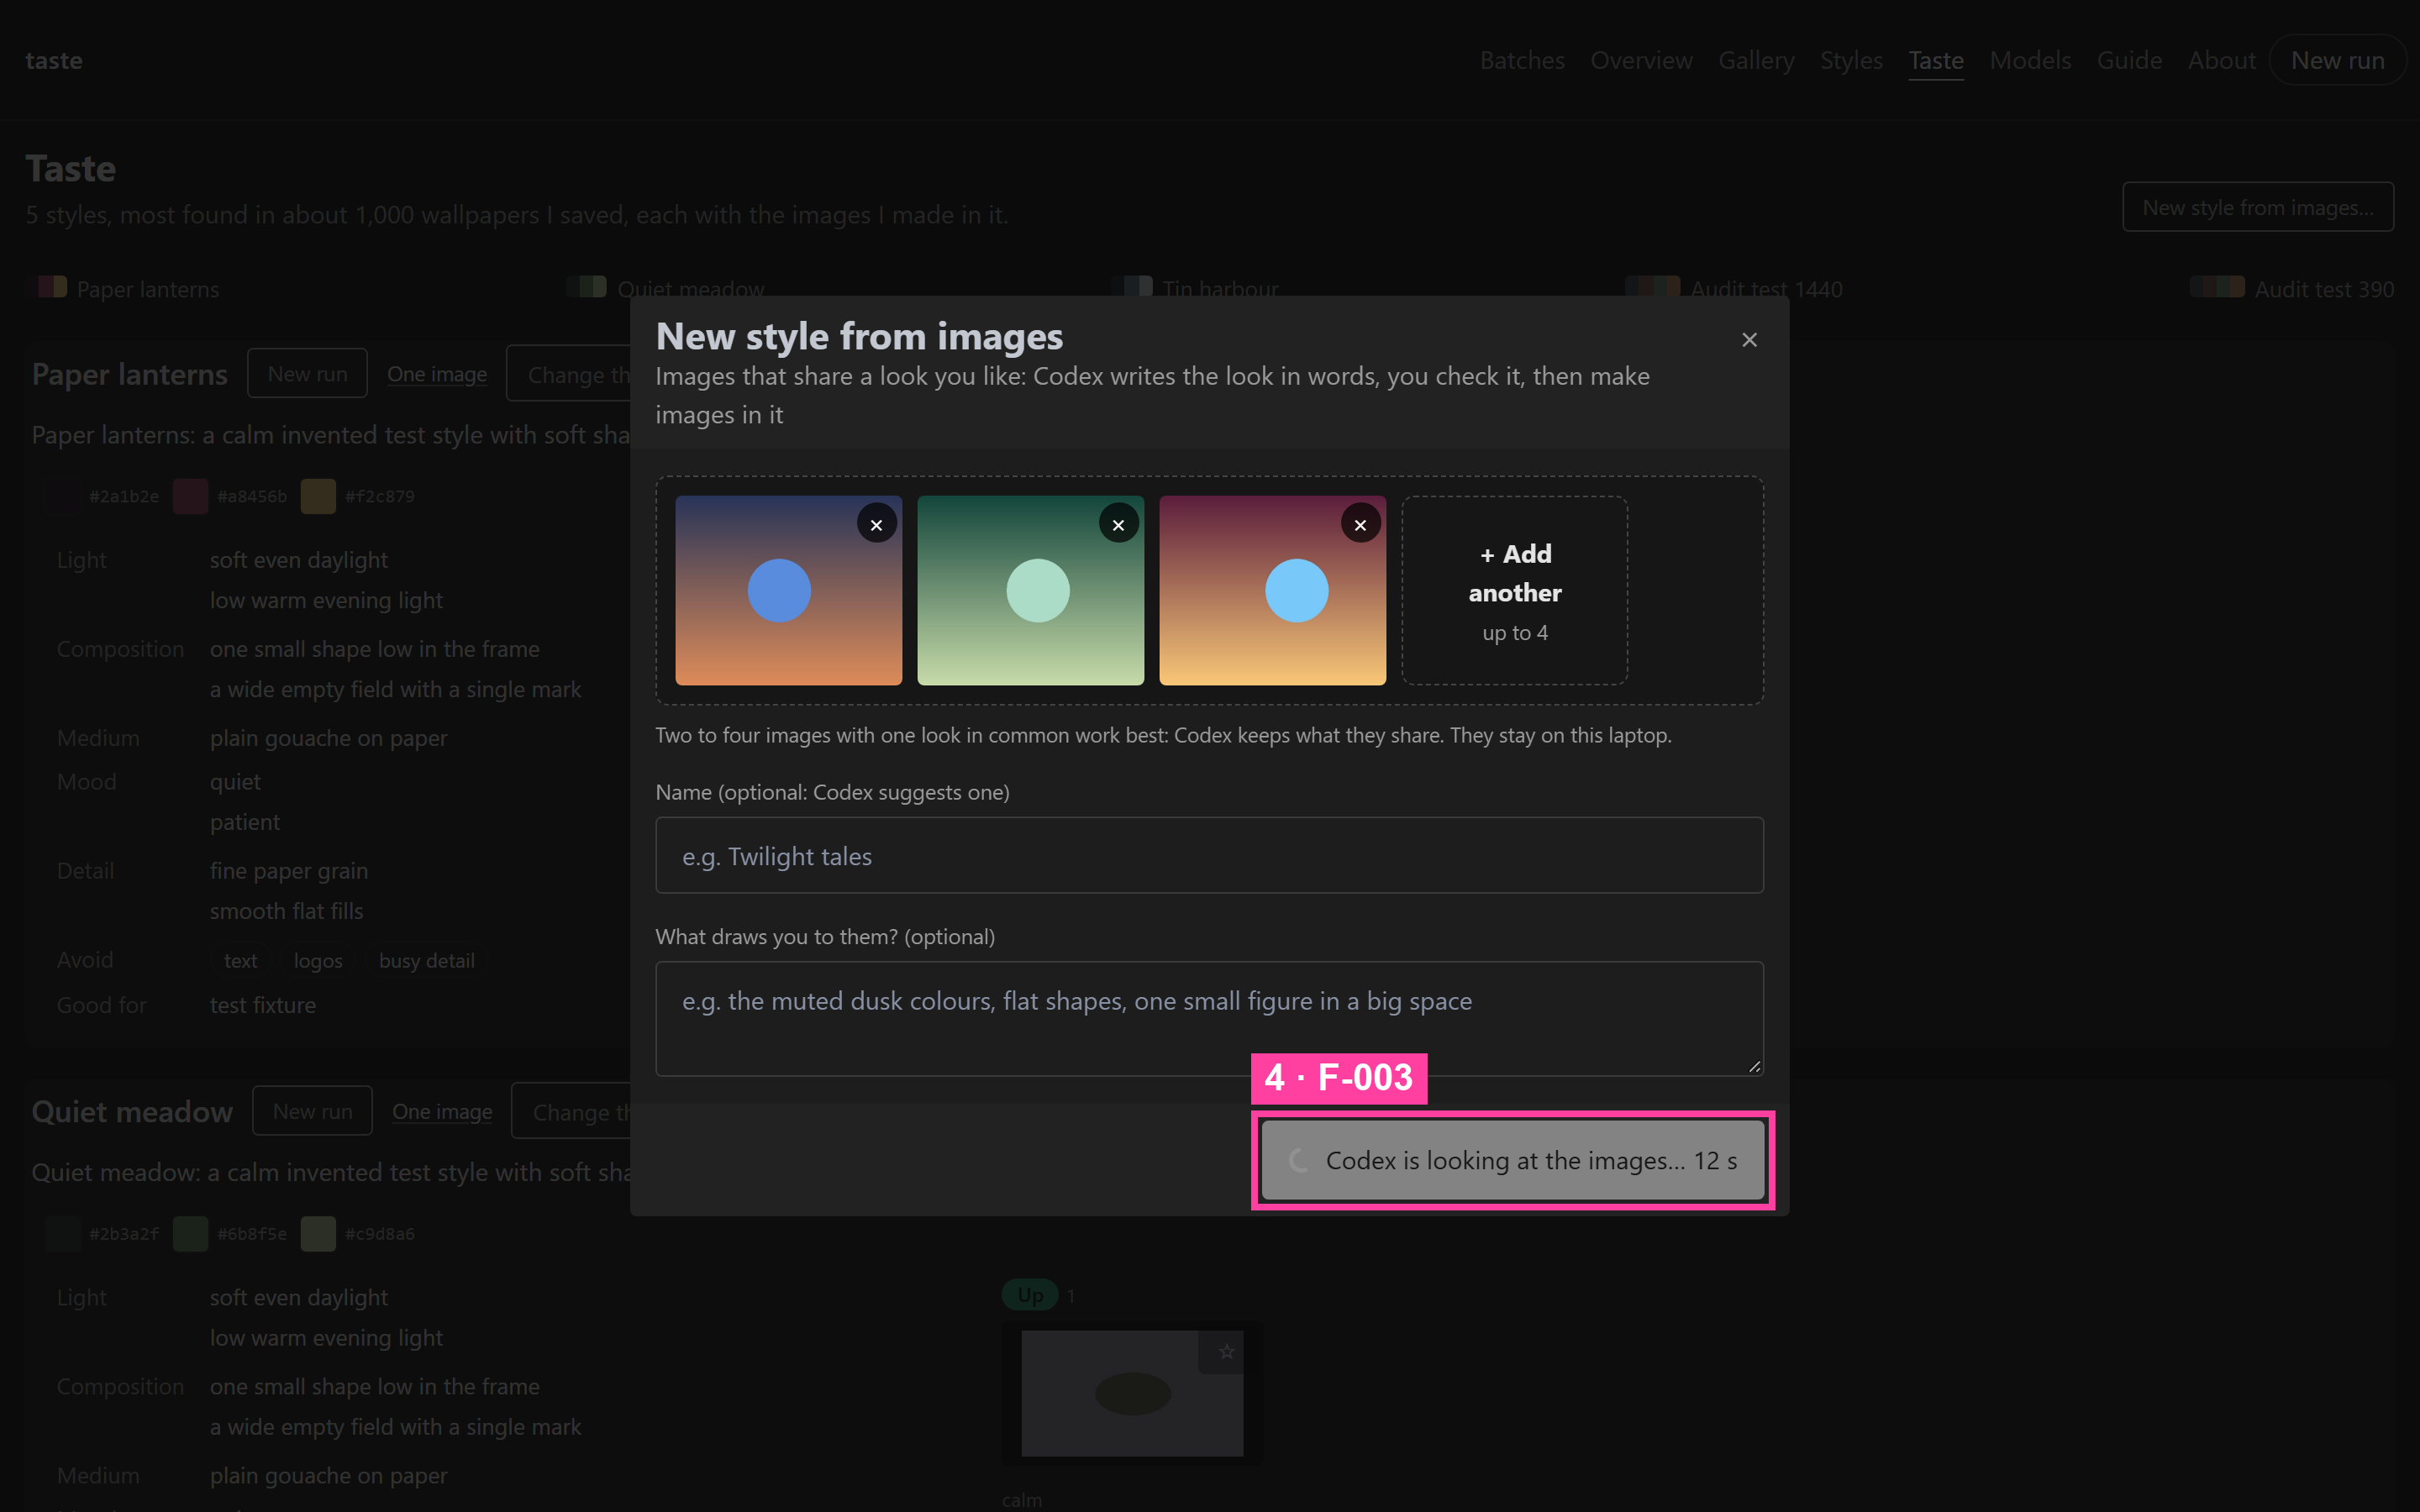 taste
Batches Overview Gallery Styles Taste Models Guide About New run
Taste
5 styles, most found in about 1,000 wallpapers I saved, each with the images I made in it.
New style from images...
Paper lanterns Quiet meadow Tin harbour Audit test 1440 Audit test 390
Paper lanterns New run One image Change th
Paper lanterns: a calm invented test style with soft sha
#2a1b2e #a8456b #f2c879
Light soft even daylight
low warm evening light
Composition one small shape low in the frame
a wide empty field with a single mark
Medium plain gouache on paper
Mood quiet
patient
Detail fine paper grain
smooth flat fills
Avoid text logos busy detail
Good for test fixture
Quiet meadow New run One image Change th
Quiet meadow: a calm invented test style with soft sha
#2b3a2f #6b8f5e #c9d8a6
Light soft even daylight
low warm evening light
Composition one small shape low in the frame
a wide empty field with a single mark
Medium plain gouache on paper
Up 1
☆
calm
New style from images
×
Images that share a look you like: Codex writes the look in words, you check it, then make
images in it
× × ×
+ Add
another
up to 4
Two to four images with one look in common work best: Codex keeps what they share. They stay on this laptop.
Name (optional: Codex suggests one)
e.g. Twilight tales
What draws you to them? (optional)
e.g. the muted dusk colours, flat shapes, one small figure in a big space
4 · F-003
Codex is looking at the images... 12 s